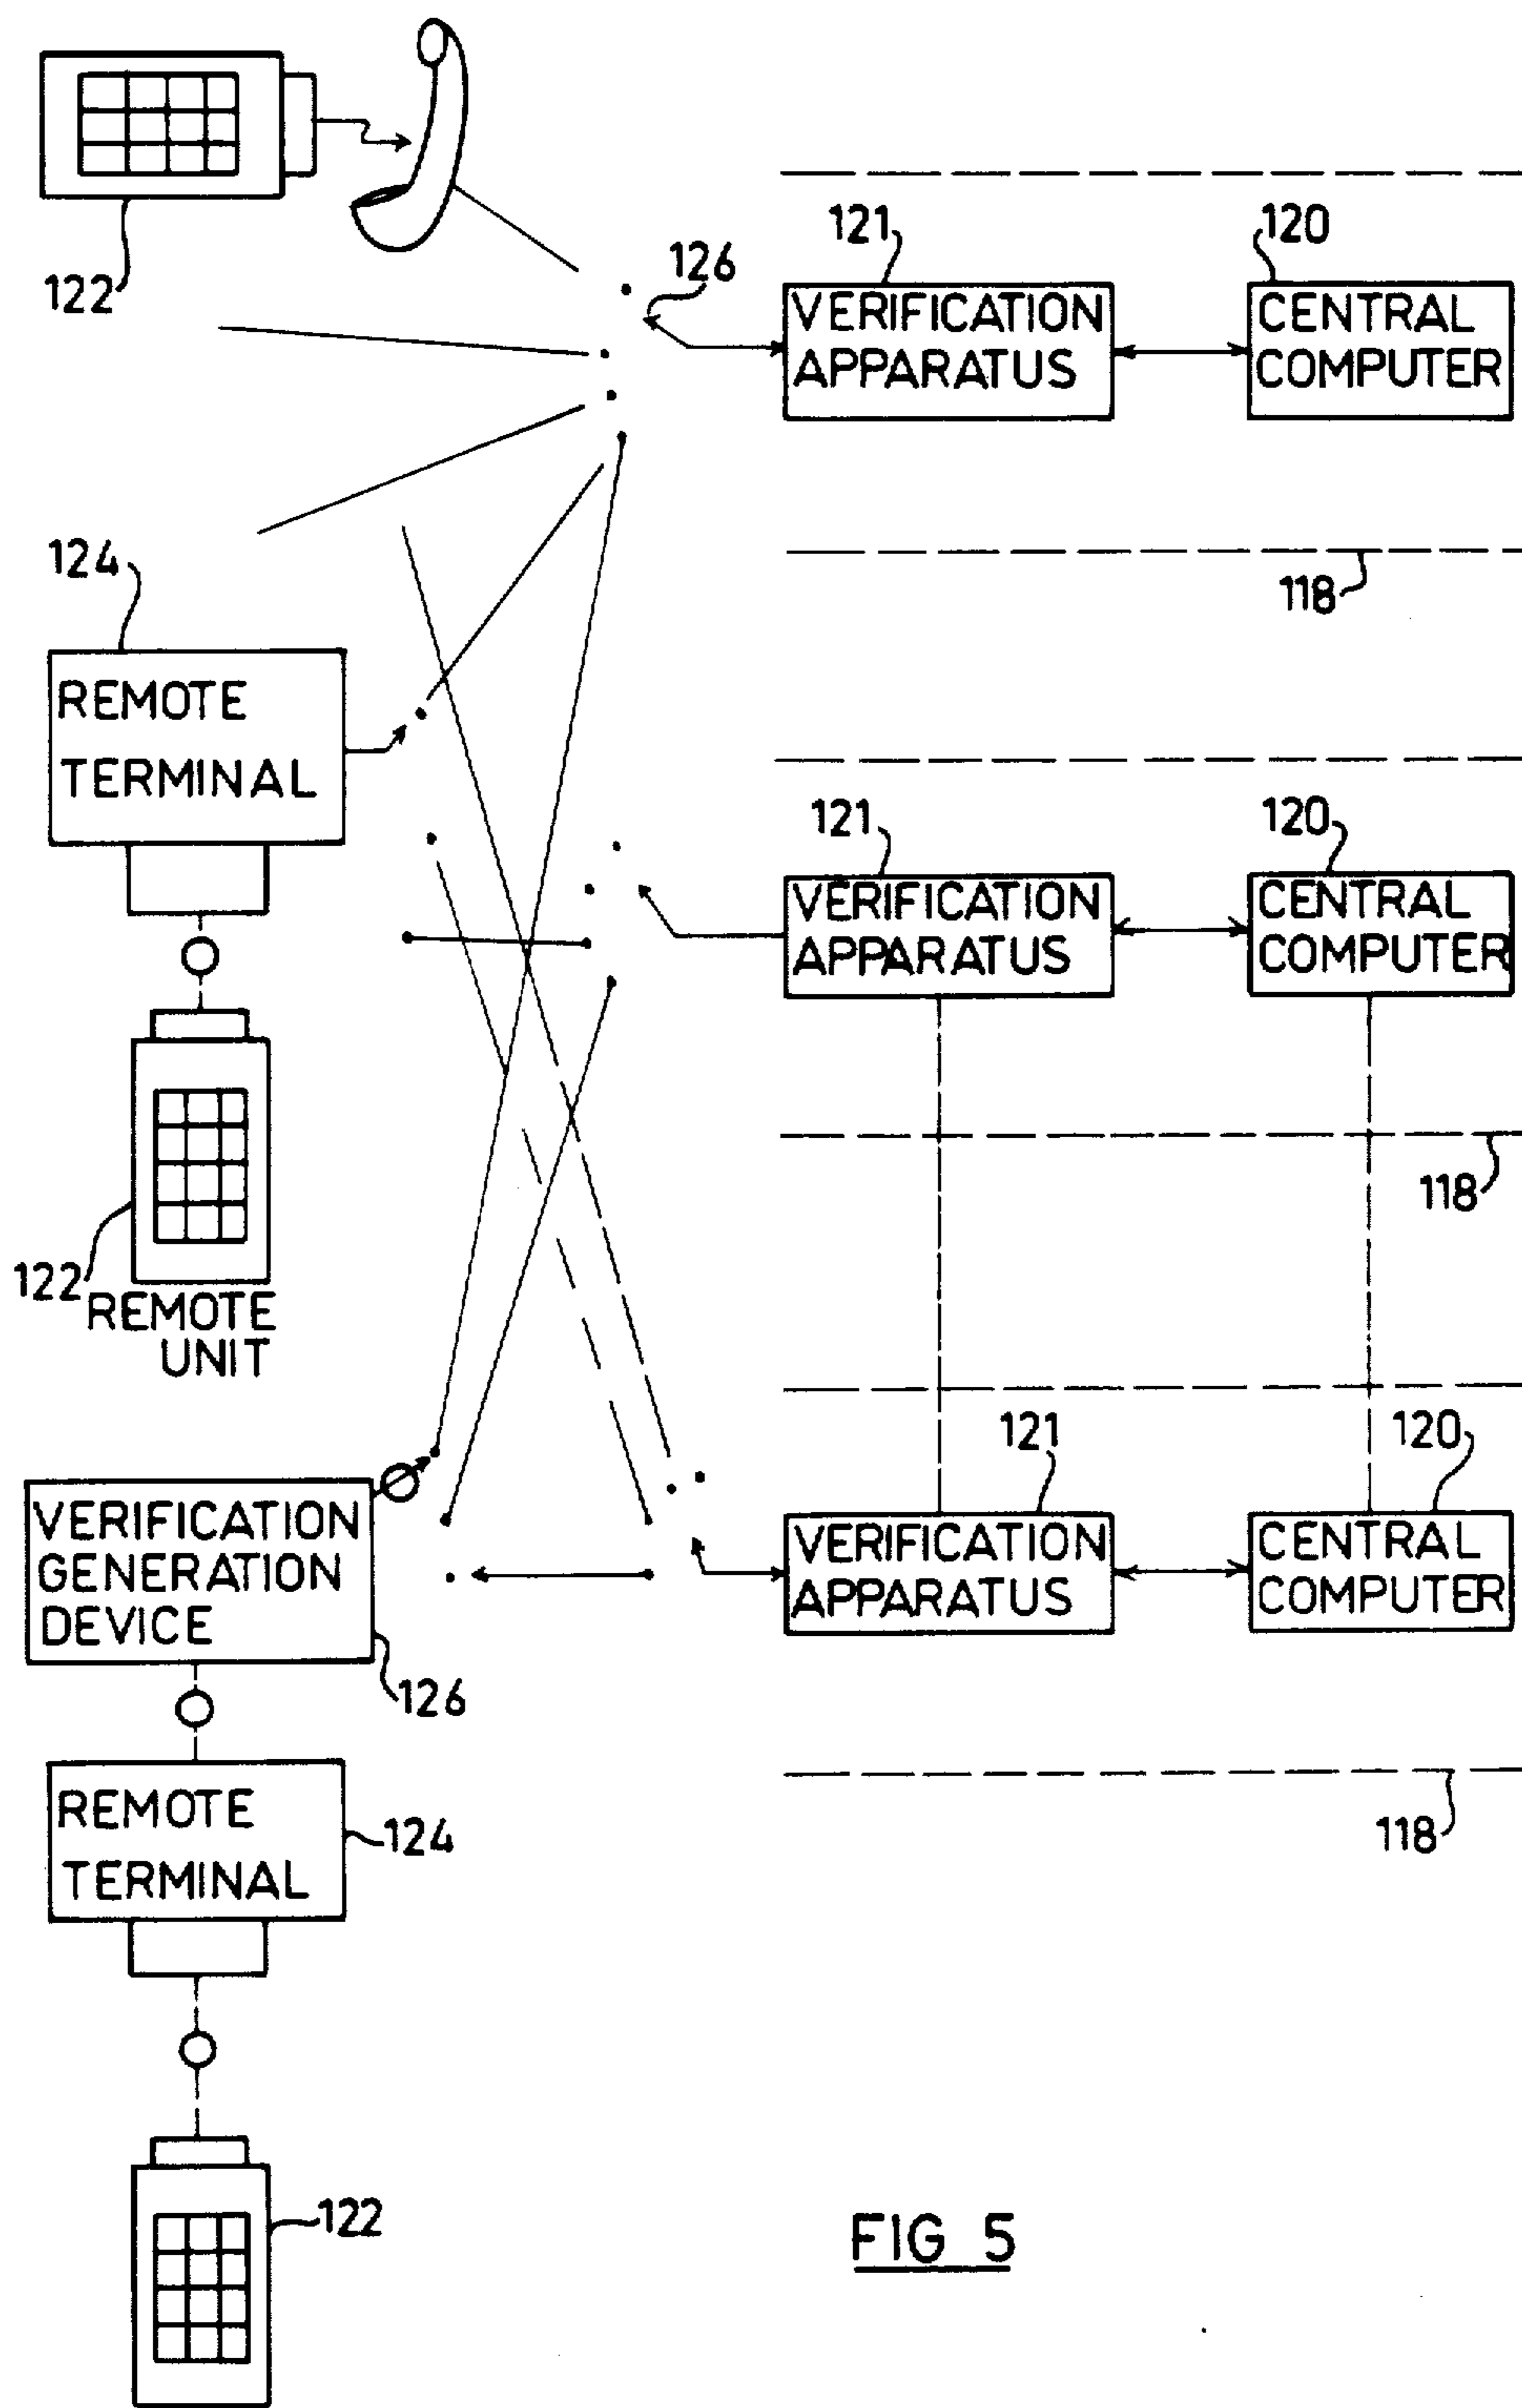 122
126
121
120
VERIFICATION
APPARATUS
CENTRAL
COMPUTER
118
124
REMOTE
TERMINAL
121
120
VERIFICATION
APPARATUS
CENTRAL
COMPUTER
118
122
REMOTE
UNIT
121
120
VERIFICATION
GENERATION
DEVICE
126
VERIFICATION
APPARATUS
CENTRAL
COMPUTER
118
REMOTE
TERMINAL
124
122
FIG 5